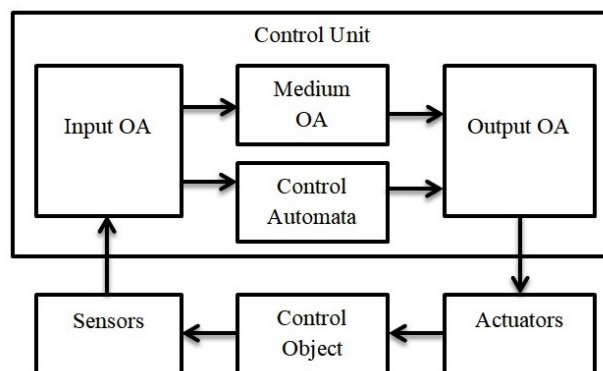 Control Unit
Input OA
Medium
OA
Output OA
Control
Automata
Sensors
Control
Object
Actuators